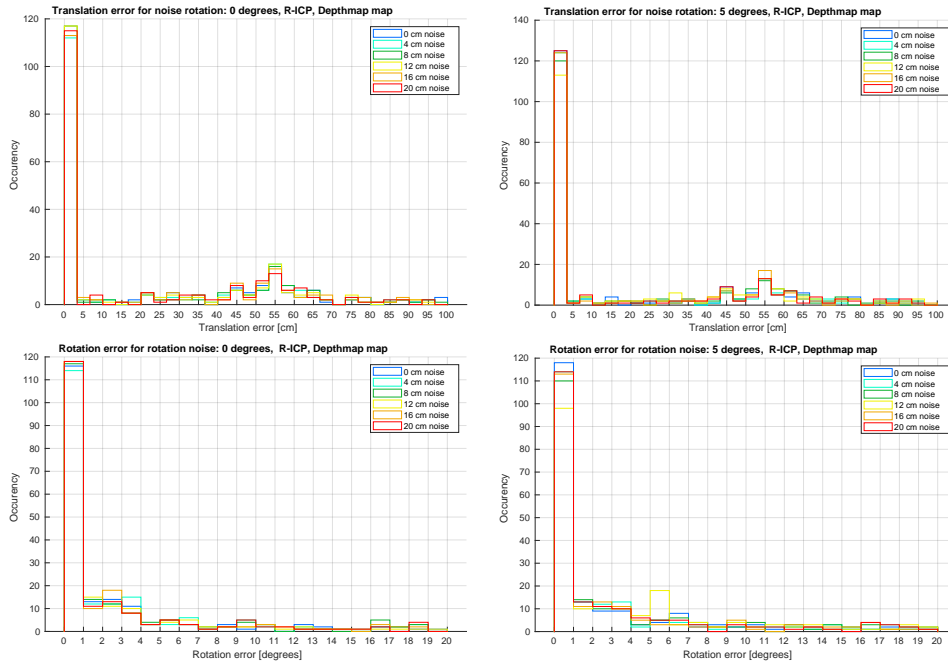 Translation error for noise rotation: 0 degrees, R-ICP, Depthmap map
120
100
80
60
40
20
0
Occurency
0 5 10 15 20 25 30 35 40 45 50 55 60 65 70 75 80 85 90 95 100
Translation error [cm]
0 cm noise
4 cm noise
8 cm noise
12 cm noise
16 cm noise
20 cm noise
Translation error for noise rotation: 5 degrees, R-ICP, Depthmap map
140
120
100
80
60
40
20
0
Occurency
0 5 10 15 20 25 30 35 40 45 50 55 60 65 70 75 80 85 90 95 100
Translation error [cm]
0 cm noise
4 cm noise
8 cm noise
12 cm noise
16 cm noise
20 cm noise
Rotation error for rotation noise: 0 degrees, R-ICP, Depthmap map
120
110
100
90
80
70
60
50
40
30
20
10
0
Occurency
0 1 2 3 4 5 6 7 8 9 10 11 12 13 14 15 16 17 18 19 20
Rotation error [degrees]
0 cm noise
4 cm noise
8 cm noise
12 cm noise
16 cm noise
20 cm noise
Rotation error for rotation noise: 5 degrees, R-ICP, Depthmap map
120
110
100
90
80
70
60
50
40
30
20
10
0
Occurency
0 1 2 3 4 5 6 7 8 9 10 11 12 13 14 15 16 17 18 19 20
Rotation error [degrees]
0 cm noise
4 cm noise
8 cm noise
12 cm noise
16 cm noise
20 cm noise